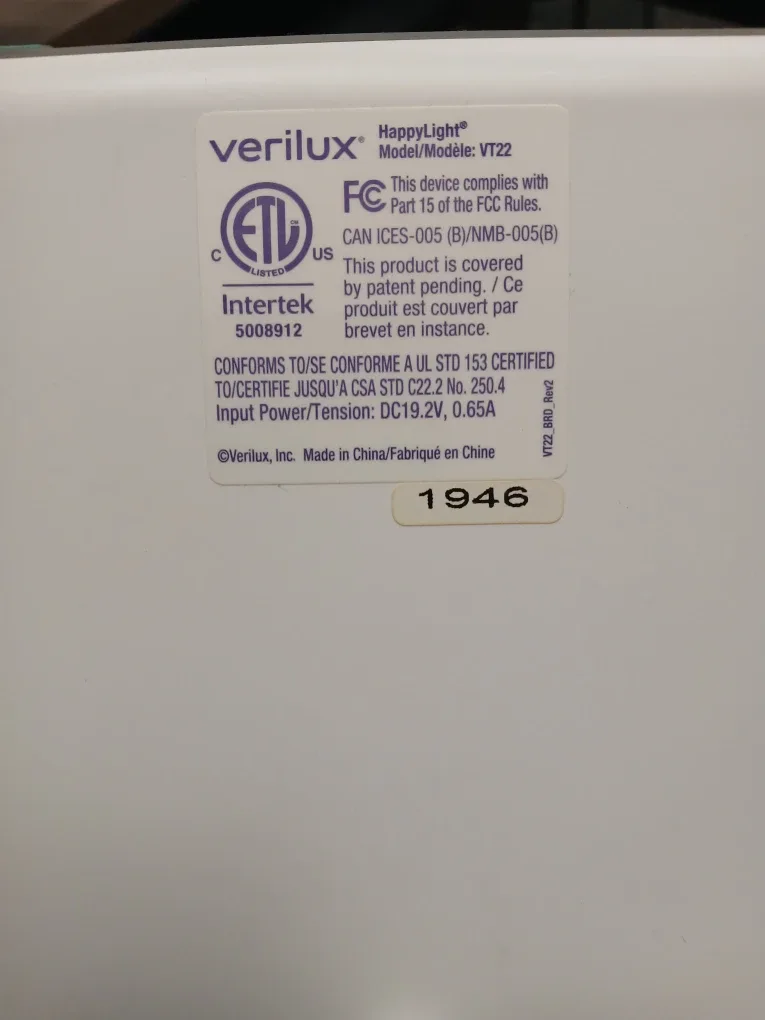 verilux®
HappyLight®
Model/Modèle: VT22
ETL CM
LISTED
C US
Intertek
5008912
FC This device complies with
Part 15 of the FCC Rules.
CAN ICES-005 (B)/NMB-005(B)
This product is covered
by patent pending. / Ce
produit est couvert par
brevet en instance.
CONFORMS TO/SE CONFORME A UL STD 153 CERTIFIED
TO/CERTIFIE JUSQU'A CSA STD C22.2 No. 250.4
Input Power/Tension: DC19.2V, 0.65A
©Verilux, Inc. Made in China/Fabriqué en Chine
VT22_BRD_Rev2
1946